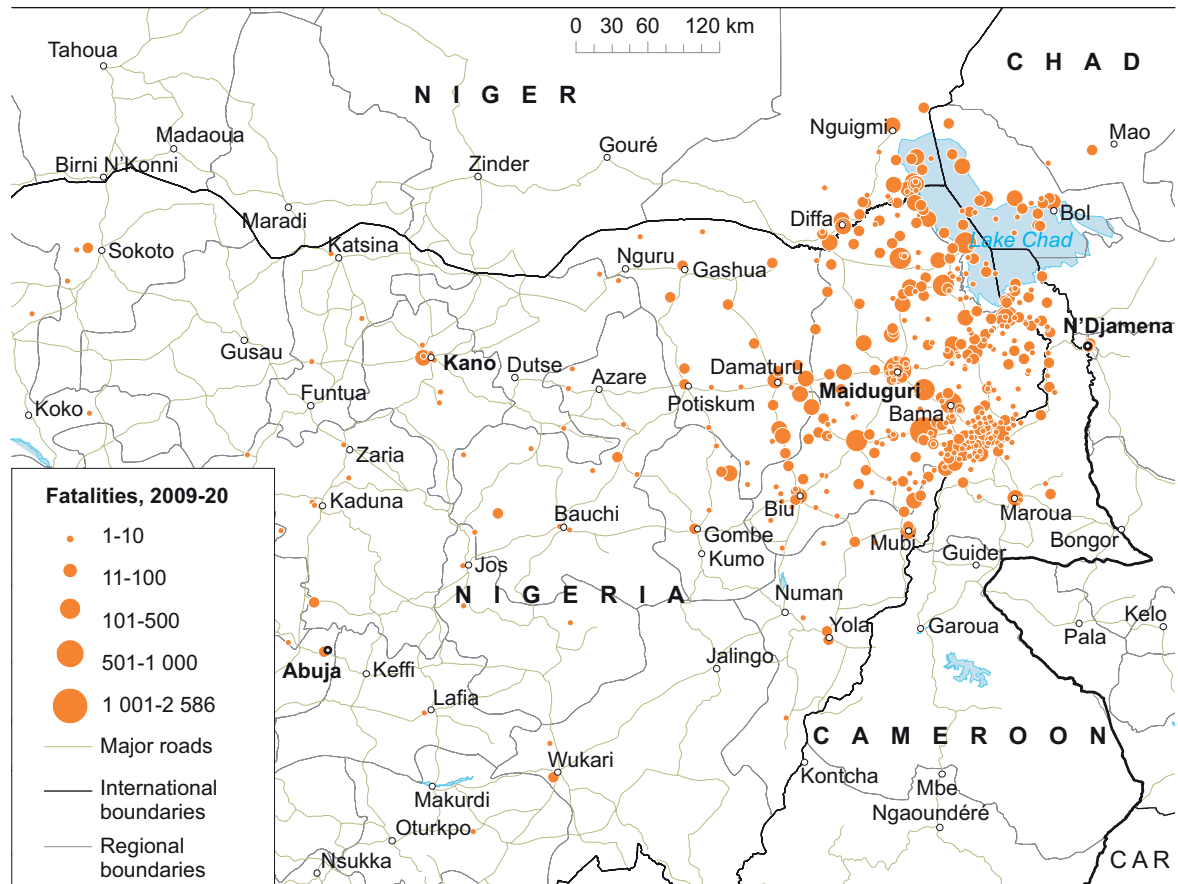 0 30 60 120 km
CHAD
Tahoua
NIGER
Nguigmi
Madaoua
Mao
Gouré
Birni N'Konni
Zinder
Maradi
Diffa
Bol
Lake Chad
Sokoto
Katsina
Nguru
Gashua
N'Djamena
Gusau
Kano
Dutse
Azare
Damaturu
Maiduguri
Funtua
Potiskum
Bama
Koko
Zaria
Fatalities, 2009-20
1-10
11-100
101-500
501-1 000
1 001-2 586
Major roads
International
boundaries
Regional
boundaries
Kaduna
Bauchi
Biu
Maroua
Gombe
Mubi
Bongor
Kumo
Guider
Jos
NIGERIA
Numan
Yola
Garoua
Pala
Kelo
Abuja
Keffi
Jalingo
Lafia
CAMEROON
Wukari
Kontcha
Makurdi
Mbe
Ngaoundéré
Oturkpo
Nsukka
CAR